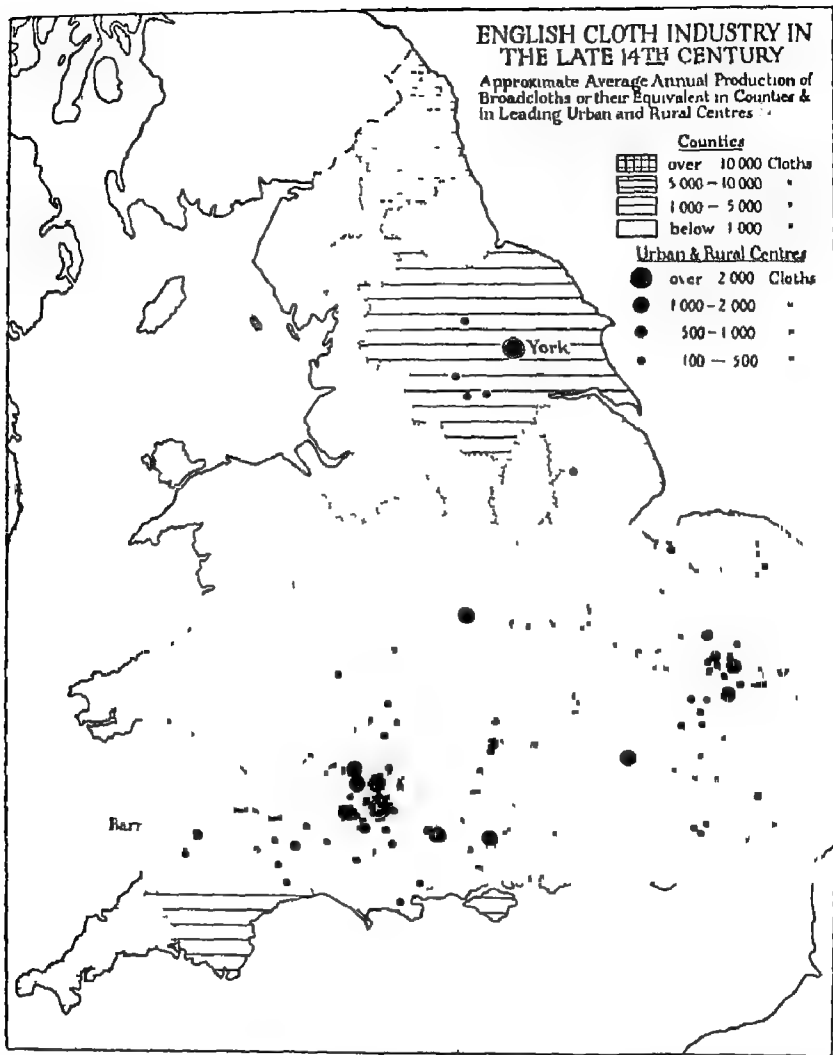 ENGLISH CLOTH INDUSTRY IN
THE LATE 14TH CENTURY
Approximate Average Annual Production of
Broadcloths or their Equivalent in Counties &
in Leading Urban and Rural Centres
Counties
over 10 000 Cloths
5 000 — 10 000 "
1 000 — 5 000 "
below 1 000 "
Urban & Rural Centres
over 2 000 Cloths
1 000 — 2 000 "
500 — 1 000 "
100 — 500 "
York
Barr